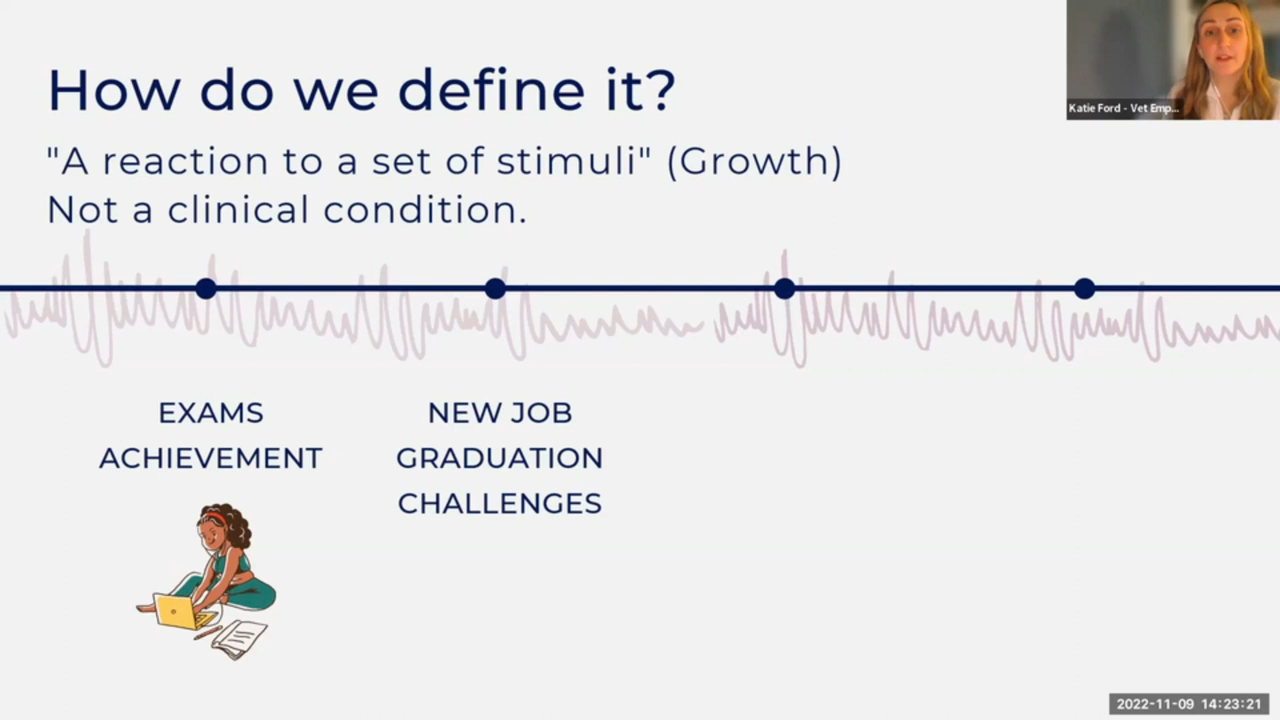 How do we define it?
"A reaction to a set of stimuli" (Growth)
Not a clinical condition.
EXAMS
ACHIEVEMENT
NEW JOB
GRADUATION
CHALLENGES
Katie Ford - Vet Emp...
2022-11-09 14:23:21